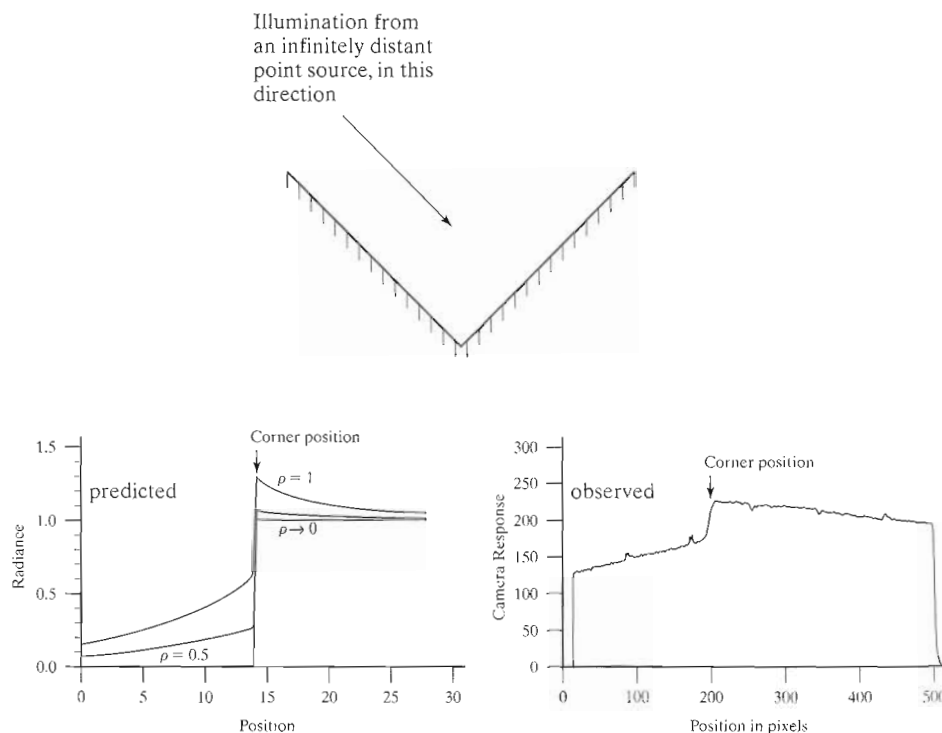 Illumination from
an infinitely distant
point source, in this
direction
Corner position
predicted
ρ = 1
ρ→0
ρ = 0.5
1.5
1.0
0.5
0.0
Radiance
0 5 10 15 20 25 30
Position
Corner position
observed
300
250
200
150
100
50
0
Camera Response
0 100 200 300 400 500
Position in pixels